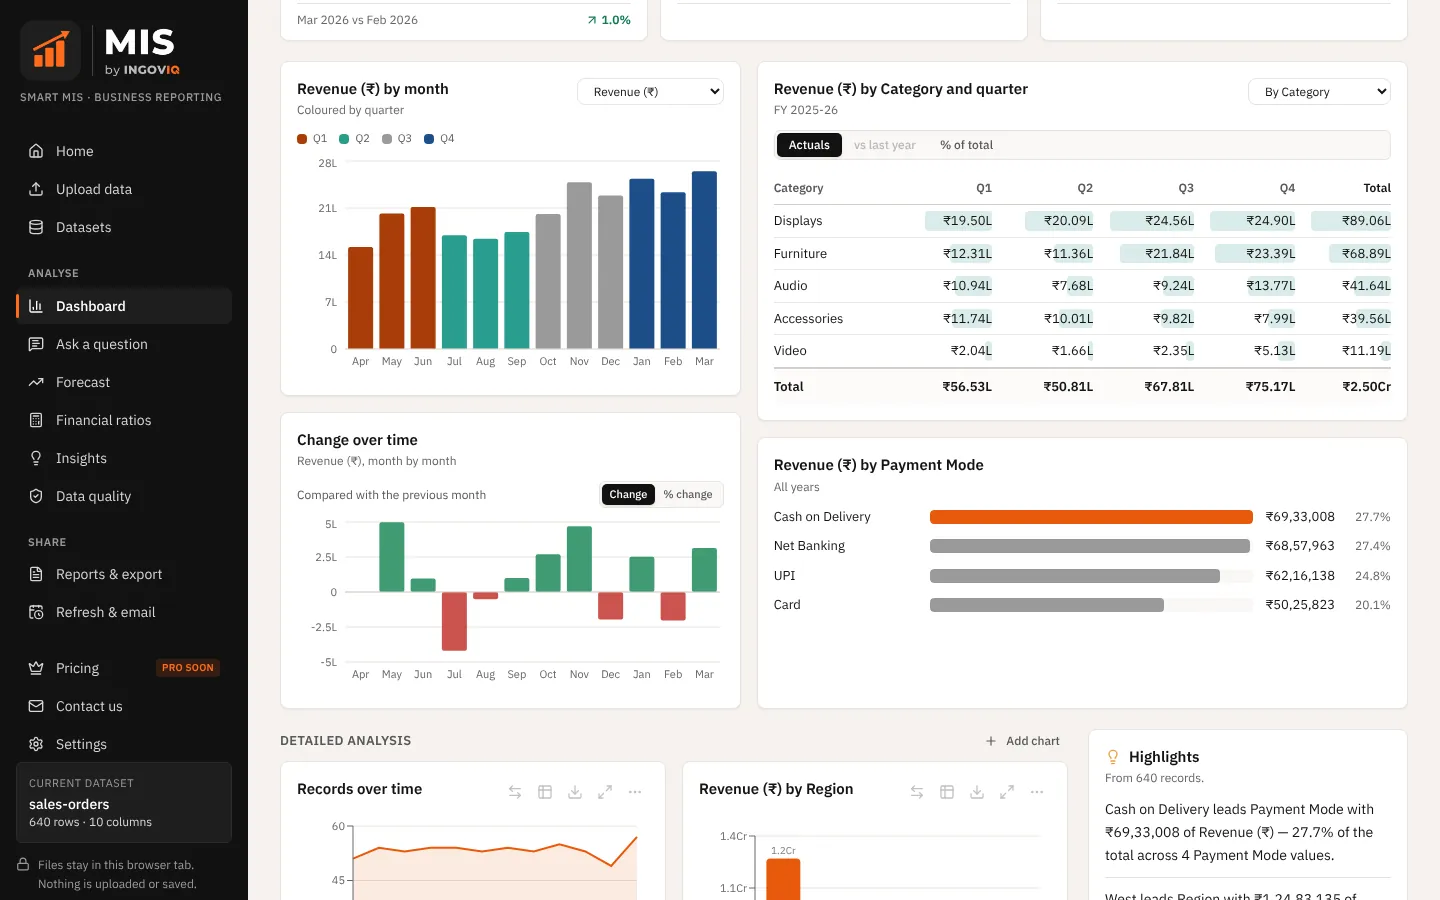 MIS
by INGOVIQ
SMART MIS · BUSINESS REPORTING
Home
Upload data
Datasets
ANALYSE
Dashboard
Ask a question
Forecast
Financial ratios
Insights
Data quality
SHARE
Reports & export
Refresh & email
Pricing PRO SOON
Contact us
Settings
CURRENT DATASET
sales-orders
640 rows · 10 columns
Files stay in this browser tab.
Nothing is uploaded or saved.
Mar 2026 vs Feb 2026 1.0%
Revenue (₹) by month Revenue (₹)
Coloured by quarter
Q1 Q2 Q3 Q4
28L
21L
14L
7L
0
Apr May Jun Jul Aug Sep Oct Nov Dec Jan Feb Mar
Revenue (₹) by Category and quarter By Category
FY 2025-26
Actuals vs last year % of total
Category Q1 Q2 Q3 Q4 Total
Displays ₹19.50L ₹20.09L ₹24.56L ₹24.90L ₹89.06L
Furniture ₹12.31L ₹11.36L ₹21.84L ₹23.39L ₹68.89L
Audio ₹10.94L ₹7.68L ₹9.24L ₹13.77L ₹41.64L
Accessories ₹11.74L ₹10.01L ₹9.82L ₹7.99L ₹39.56L
Video ₹2.04L ₹1.66L ₹2.35L ₹5.13L ₹11.19L
Total ₹56.53L ₹50.81L ₹67.81L ₹75.17L ₹2.50Cr
Change over time
Revenue (₹), month by month
Compared with the previous month Change % change
5L
2.5L
0
-2.5L
-5L
Apr May Jun Jul Aug Sep Oct Nov Dec Jan Feb Mar
Revenue (₹) by Payment Mode
All years
Cash on Delivery ₹69,33,008 27.7%
Net Banking ₹68,57,963 27.4%
UPI ₹62,16,138 24.8%
Card ₹50,25,823 20.1%
DETAILED ANALYSIS Add chart
Records over time
60
45
Revenue (₹) by Region
1.4Cr
1.2Cr
1.1Cr
Highlights
From 640 records.
Cash on Delivery leads Payment Mode with
₹69,33,008 of Revenue (₹) — 27.7% of the
total across 4 Payment Mode values.
West leads Region with ₹1,24,83,135 of